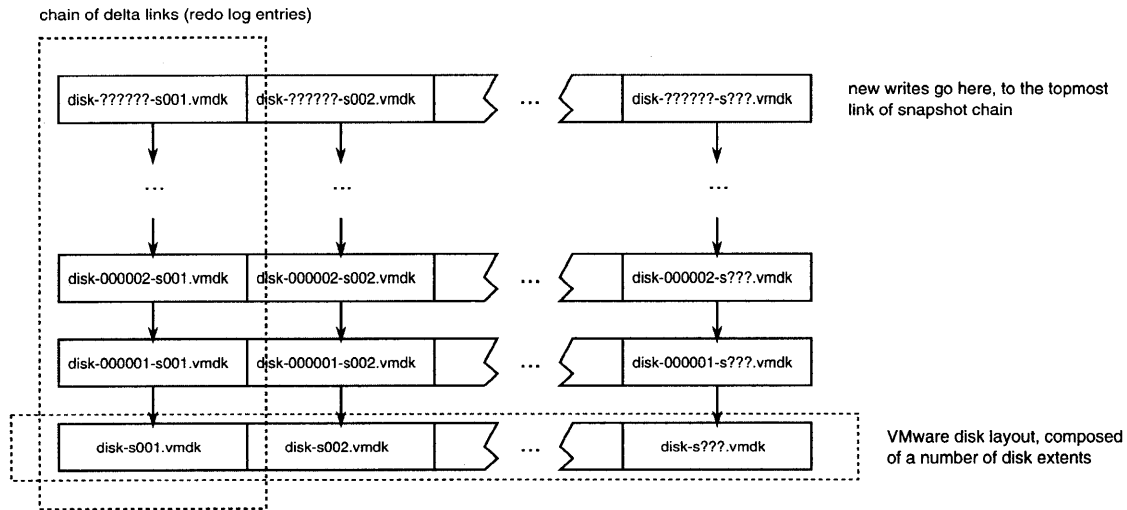 chain of delta links (redo log entries)
disk-??????-s001.vmdk disk-??????-s002.vmdk ... disk-??????-s???.vmdk
new writes go here, to the topmost
link of snapshot chain
... ... ...
disk-000002-s001.vmdk disk-000002-s002.vmdk ... disk-000002-s???.vmdk
disk-000001-s001.vmdk disk-000001-s002.vmdk ... disk-000001-s???.vmdk
disk-s001.vmdk disk-s002.vmdk ... disk-s???.vmdk
VMware disk layout, composed
of a number of disk extents